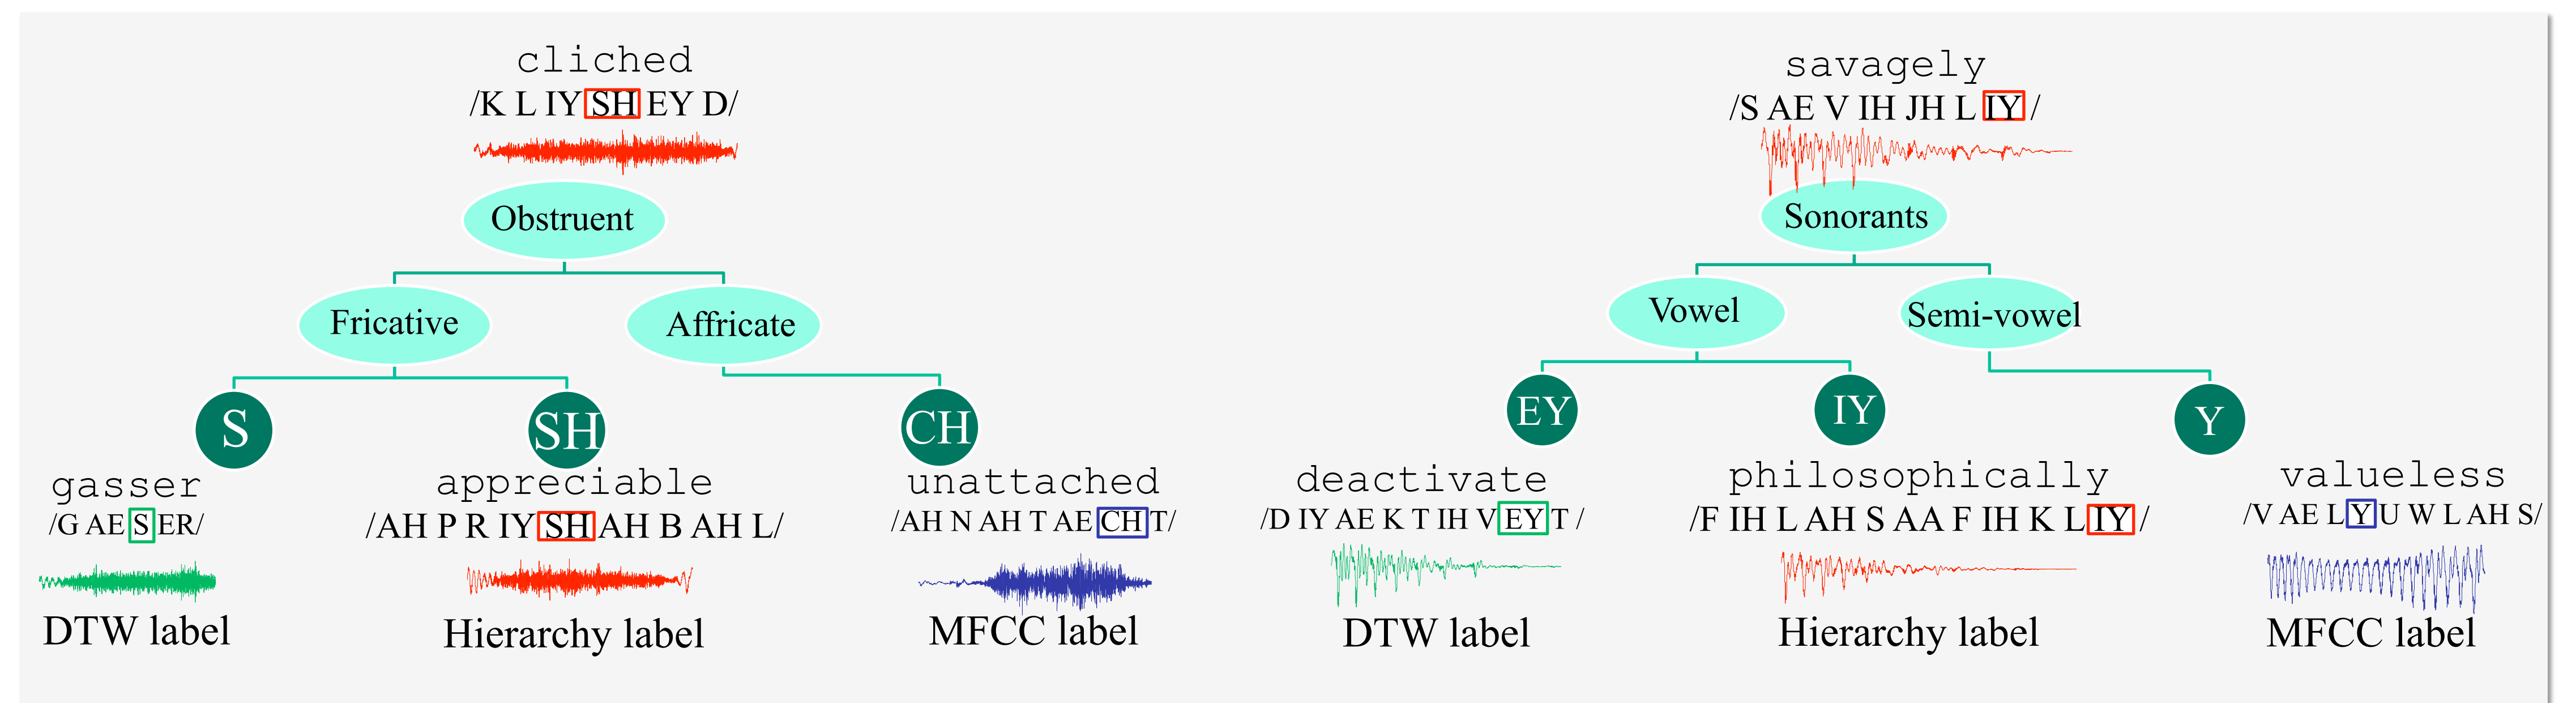 cliched
/K L IY SH EY D/
Obstruent
Fricative
Affricate
S
SH
CH
gasser
/G AE S ER/
DTW label
appreciable
/AH P R IY SH AH B AH L/
Hierarchy label
unattached
/AH N AH T AE CH T/
MFCC label
savagely
/S AE V IH JH L IY /
Sonorants
Vowel
Semi-vowel
EY
IY
Y
deactivate
/D IY AE K T IH V EY T /
DTW label
philosophically
/F IH L AH S AA F IH K L IY /
Hierarchy label
valueless
/V AE L Y U W L AH S/
MFCC label